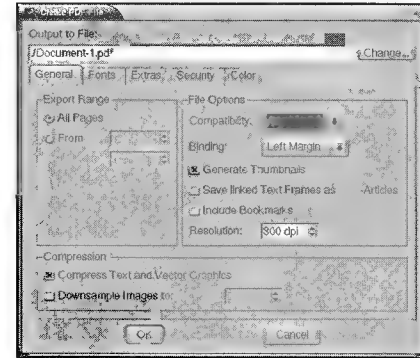 Output to File:
/Document-1.pdf
Change...
General Fonts Extras Security Color
Export Range
All Pages
From
File Options
Compatibility:
Binding: Left Margin
Generate Thumbnails
Save linked Text Frames as Articles
Include Bookmarks
Resolution: 300 dpi
Compression
Compress Text and Vector Graphics
Downsample Images to:
OK Cancel